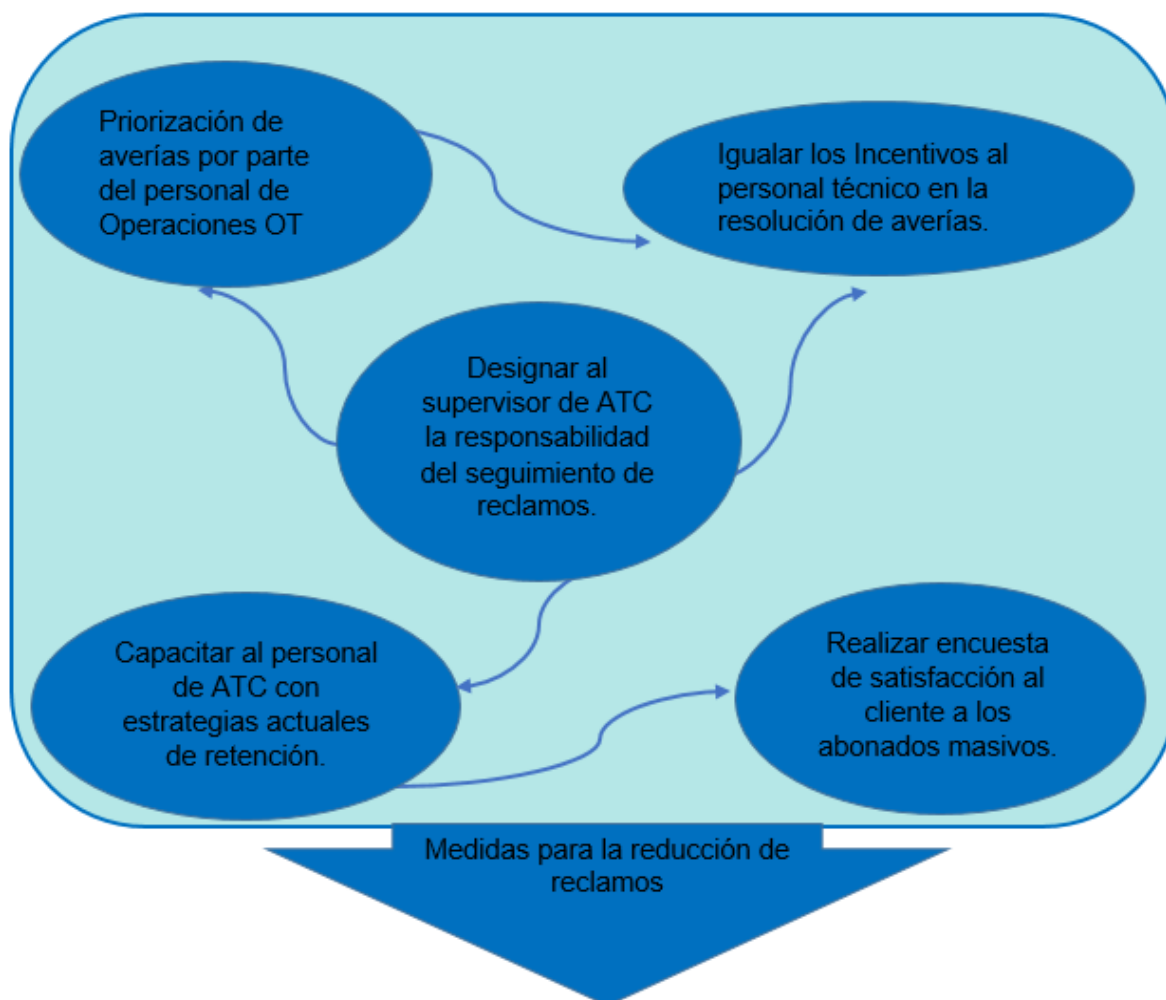 Priorización de
averías por parte
del personal de
Operaciones OT
Igualar los Incentivos al
personal técnico en la
resolución de averías.
Designar al
supervisor de ATC
la responsabilidad
del seguimiento de
reclamos.
Capacitar al personal
de ATC con
estrategias actuales
de retención.
Realizar encuesta
de satisfacción al
cliente a los
abonados masivos.
Medidas para la reducción de
reclamos